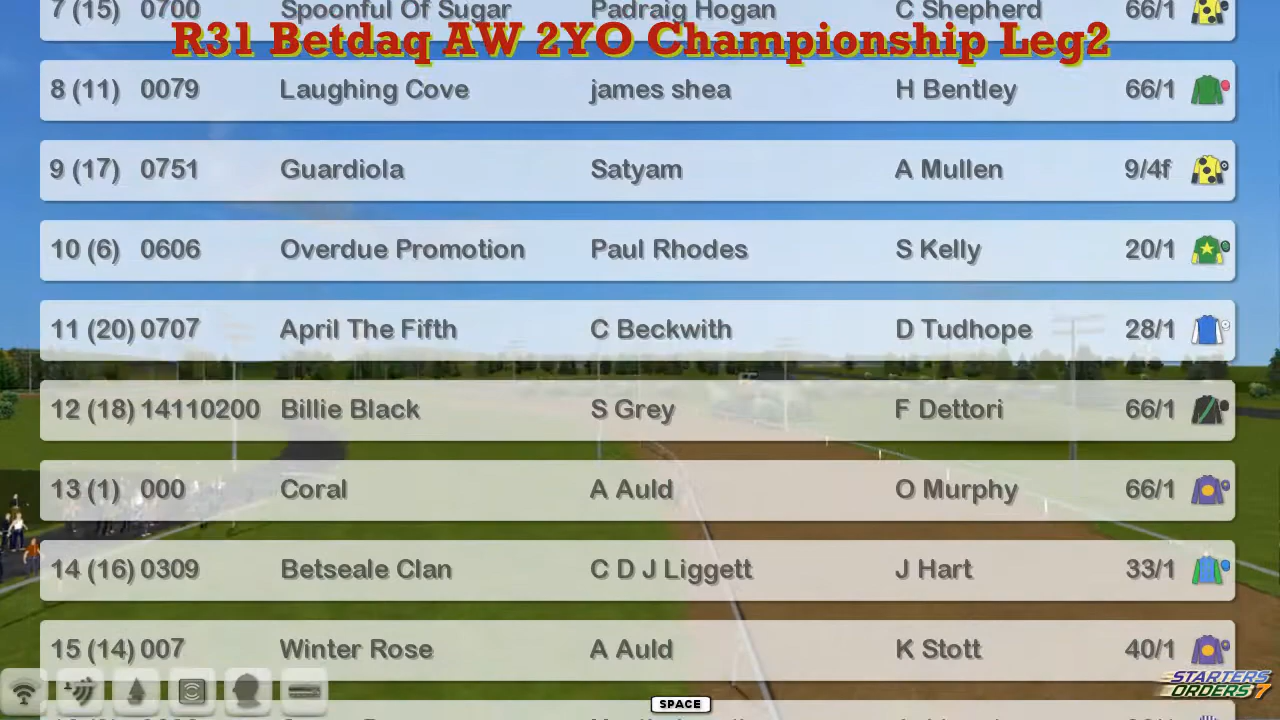 7 (15) 0700 Spoonful Of Sugar Padraig Hogan C Shepherd 66/1
R31 Betdaq AW 2YO Championship Leg2
8 (11) 0079 Laughing Cove james shea H Bentley 66/1
9 (17) 0751 Guardiola Satyam A Mullen 9/4f
10 (6) 0606 Overdue Promotion Paul Rhodes S Kelly 20/1
11 (20) 0707 April The Fifth C Beckwith D Tudhope 28/1
12 (18) 14110200 Billie Black S Grey F Dettori 66/1
13 (1) 000 Coral A Auld O Murphy 66/1
14 (16) 0309 Betseale Clan C D J Liggett J Hart 33/1
15 (14) 007 Winter Rose A Auld K Stott 40/1
STARTERS
ORDERS 7
SPACE